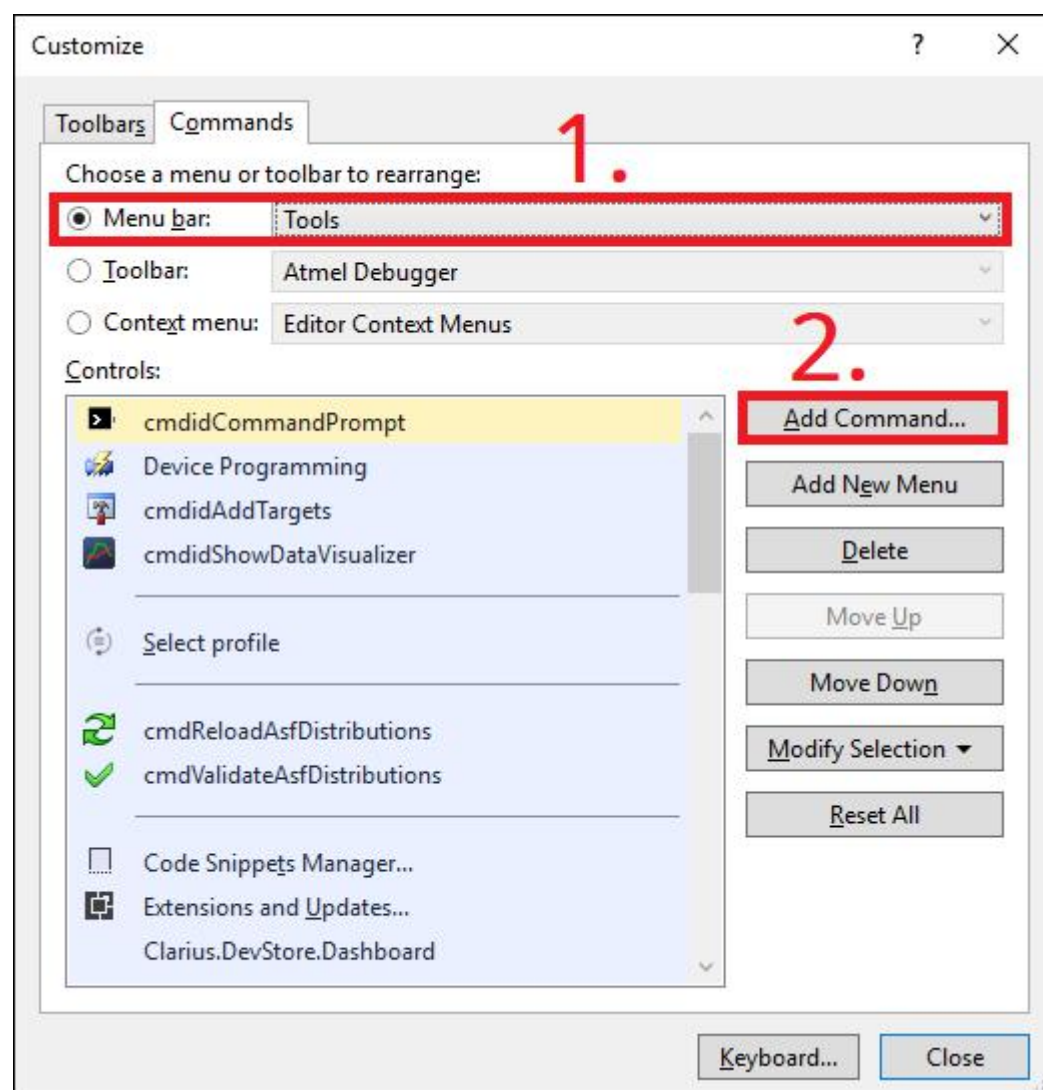 Customize ?
Toolbars Commands
1.
Choose a menu or toolbar to rearrange:
Menu bar: Tools
Toolbar: Atmel Debugger
Context menu: Editor Context Menus
2.
Controls:
cmdidCommandPrompt
Add Command...
Device Programming
Add New Menu
cmdidAddTargets
cmdidShowDataVisualizer
Delete
Move Up
Select profile
Move Down
cmdReloadAsfDistributions
Modify Selection
cmdValidateAsfDistributions
Reset All
Code Snippets Manager...
Extensions and Updates...
Clarius.DevStore.Dashboard
Keyboard... Close